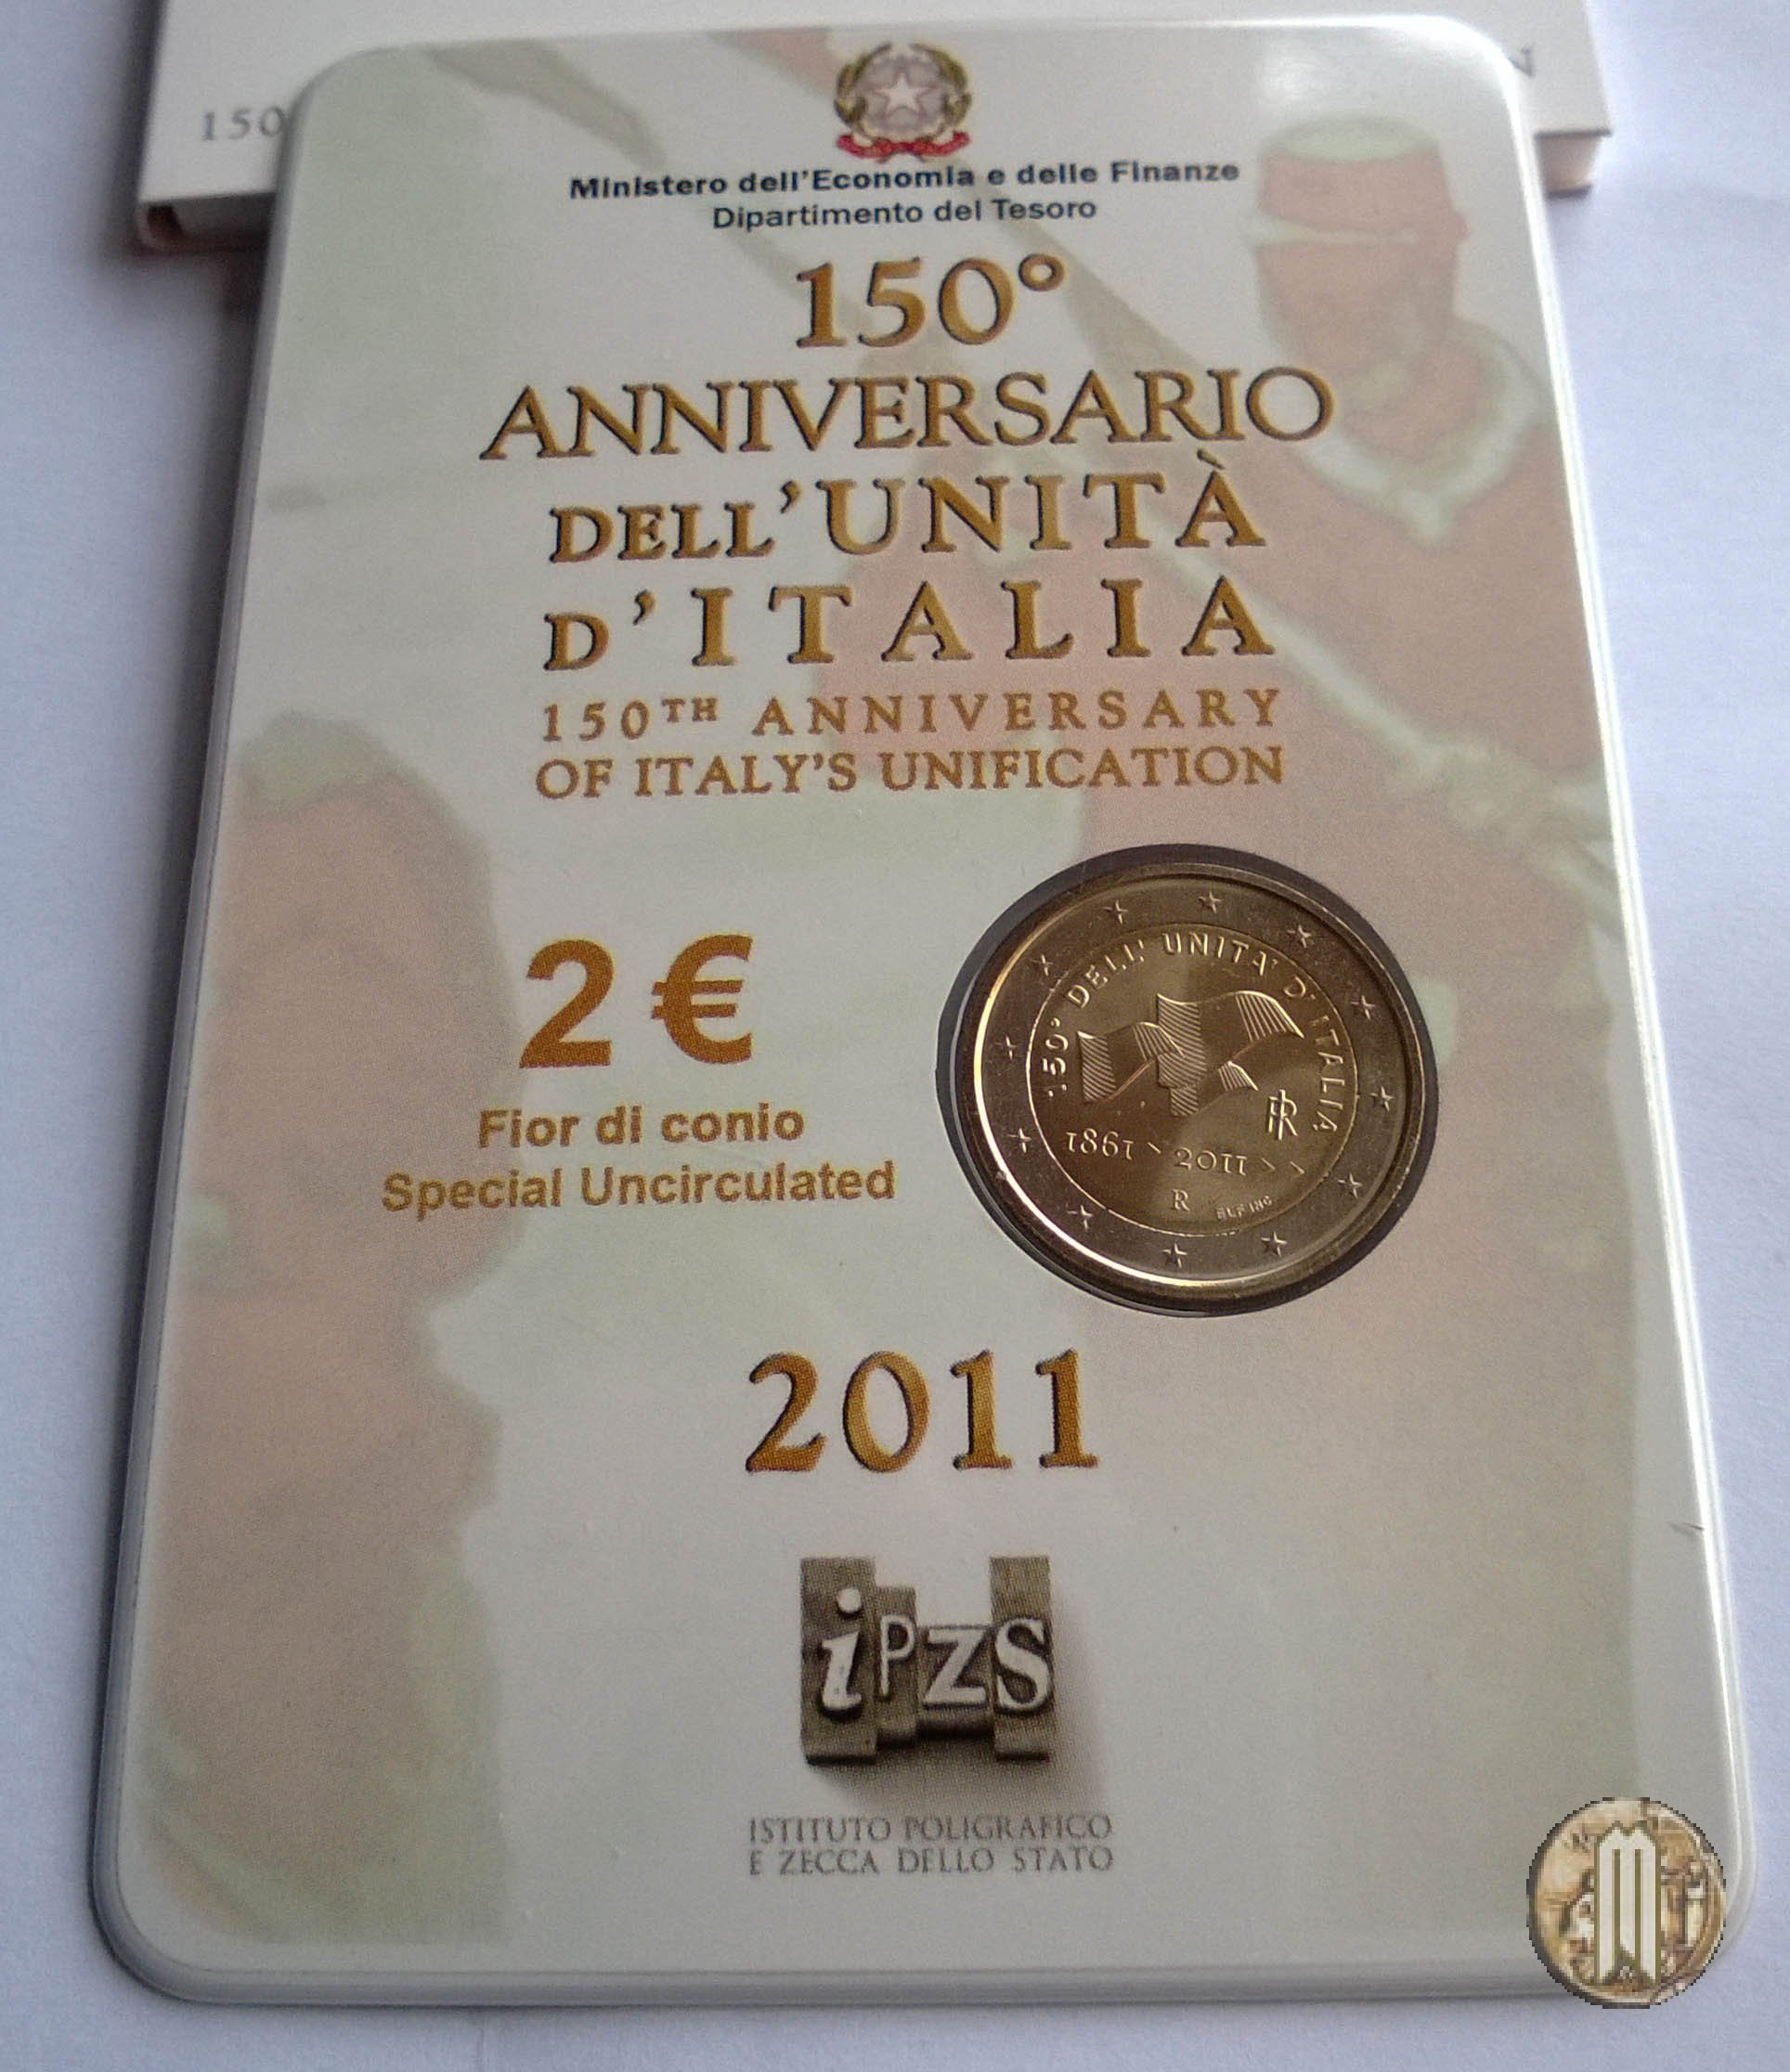 150
N
Ministero dell'Economia e delle Finanze
Dipartimento del Tesoro
150°
ANNIVERSARIO
DELL'UNITÀ
D'ITALIA
150TH ANNIVERSARY
OF ITALY'S UNIFICATION
2 €
Fior di conio
Special Uncirculated
150° DELL' UNITA' D' ITALIA
RI
1861 > 2011 > >
R ELF INC
2011
iPZS
ISTITUTO POLIGRAFICO
E ZECCA DELLO STATO
M